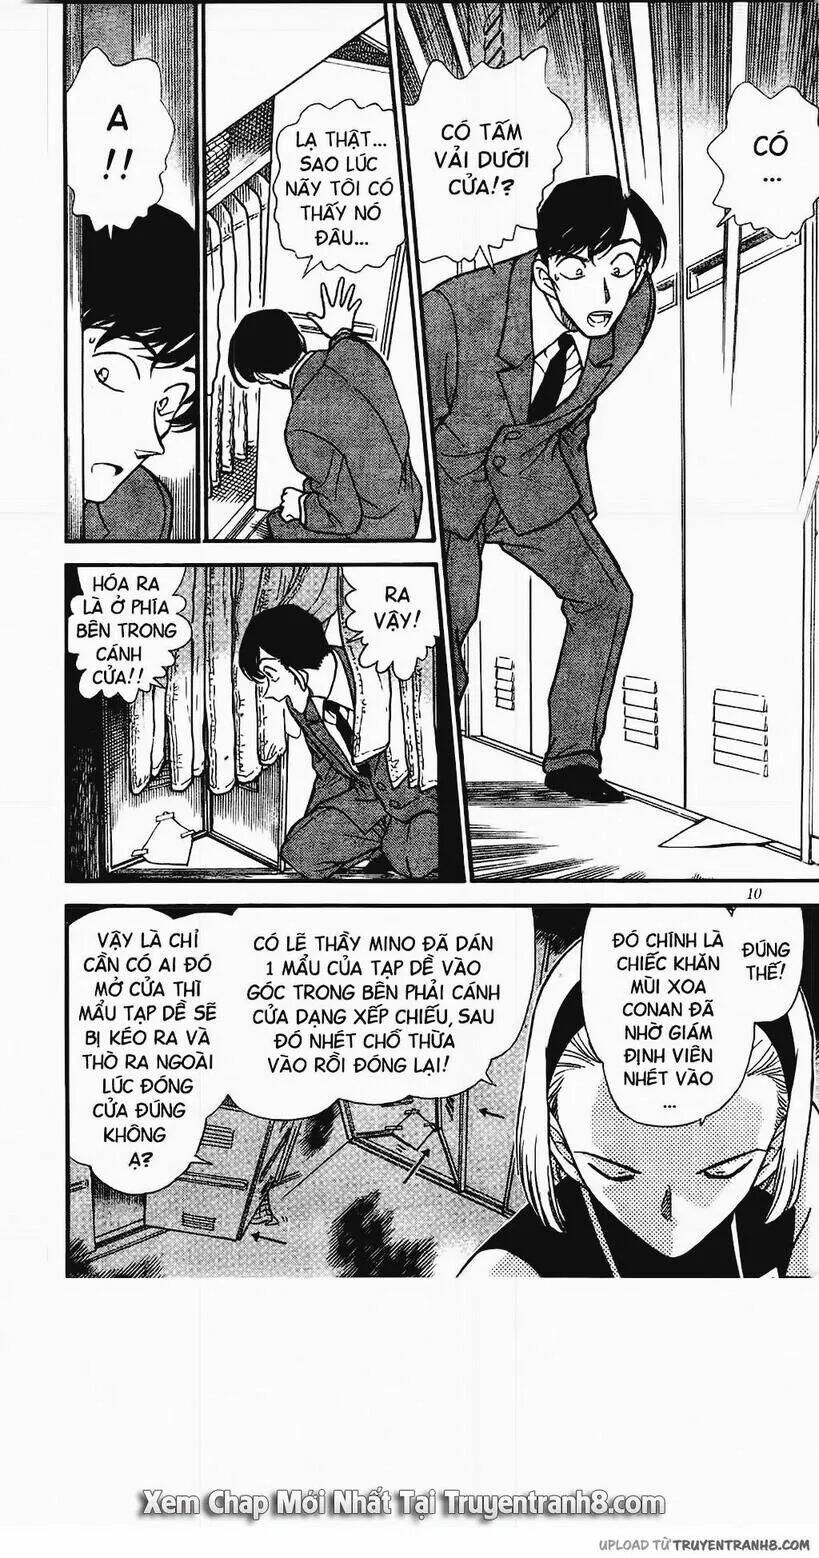 CÓ
...
CÓ TẤM
VẢI DƯỚI
CỬA!?
LẠ THẬT...
SAO LÚC
NÃY TÔI CÓ
THẤY NÓ
ĐÂU...
A
!!
RA
VẬY!
HÓA RA
LÀ Ở PHÍA
BÊN TRONG
CÁNH
CỬA!!
10
ĐÚNG
THẾ!
ĐÓ CHÍNH LÀ
CHIẾC KHĂN
MÙI XOA
CONAN ĐÃ
NHỜ GIÁM
ĐỊNH VIÊN
NHÉT VÀO
...
CÓ LẼ THẦY MINO ĐÃ DÁN
1 MẨU CỦA TẠP DỀ VÀO
GÓC TRONG BÊN PHẢI CÁNH
CỬA DẠNG XẾP CHIẾU, SAU
ĐÓ NHÉT CHỔ THỪA
VÀO RỒI ĐÓNG LẠI!
VẬY LÀ CHỈ
CẦN CÓ AI ĐÓ
MỞ CỬA THÌ
MẨU TẠP DỀ SẼ
BỊ KÉO RA VÀ
THÒ RA NGOÀI
LÚC ĐÓNG
CỬA ĐÚNG
KHÔNG
Ạ?
Xem Chap Mới Nhất Tại Truyentranh8.com
UPLOAD TỪ TRUYENTRANH8.COM